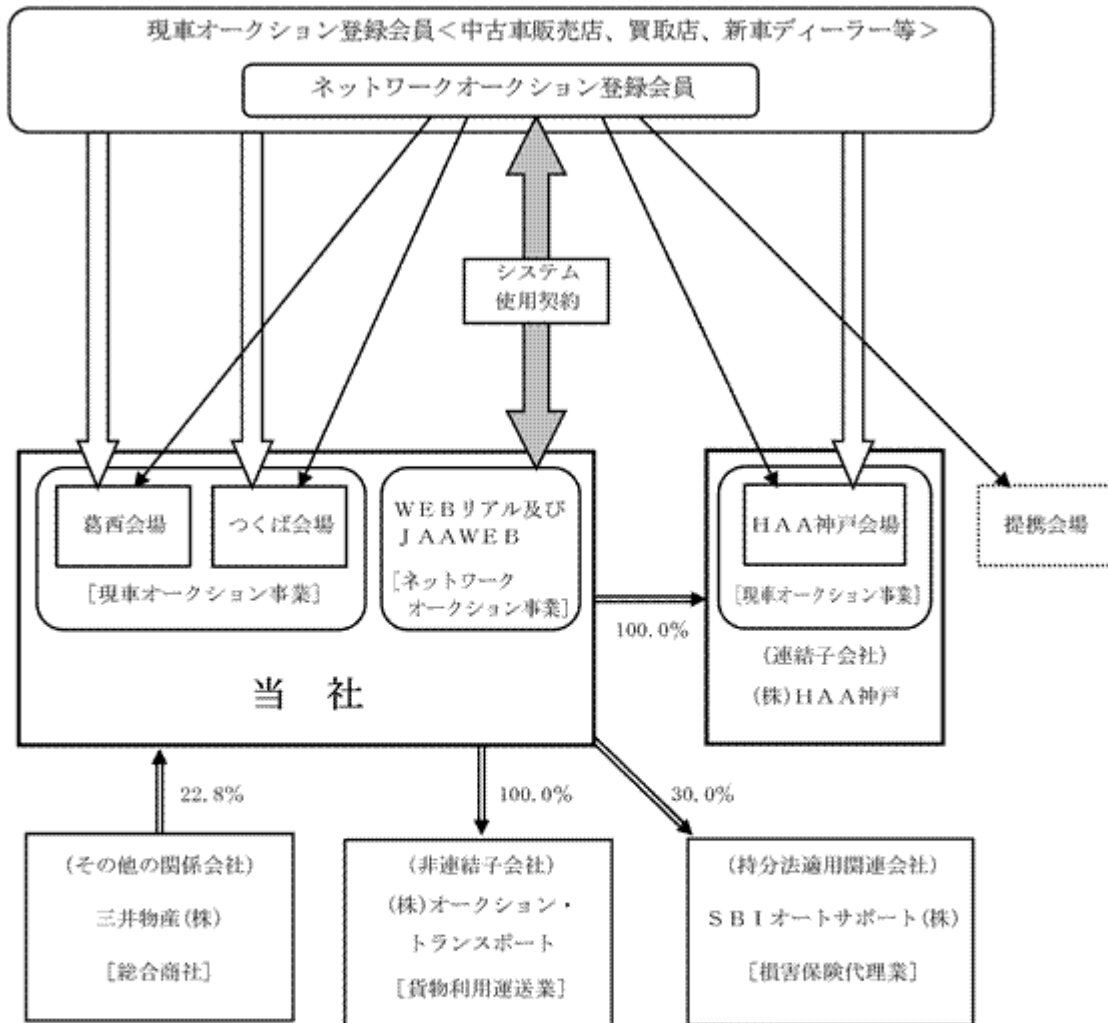 現車オークション登録会員＜中古車販売店、買取店、新車ディーラー等＞
ネットワークオークション登録会員
システム
使用契約
葛西会場
つくば会場
[現車オークション事業]
ＷＥＢリアル及び
ＪＡＡＷＥＢ
[ネットワーク
オークション事業]
当 社
100.0%
ＨＡＡ神戸会場
[現車オークション事業]
(連結子会社)
(株)ＨＡＡ神戸
提携会場
22.8%
100.0%
30.0%
(その他の関係会社)
三井物産(株)
[総合商社]
(非連結子会社)
(株)オークション・
トランスポート
[貨物利用運送業]
(持分法適用関連会社)
ＳＢＩオートサポート(株)
[損害保険代理業]